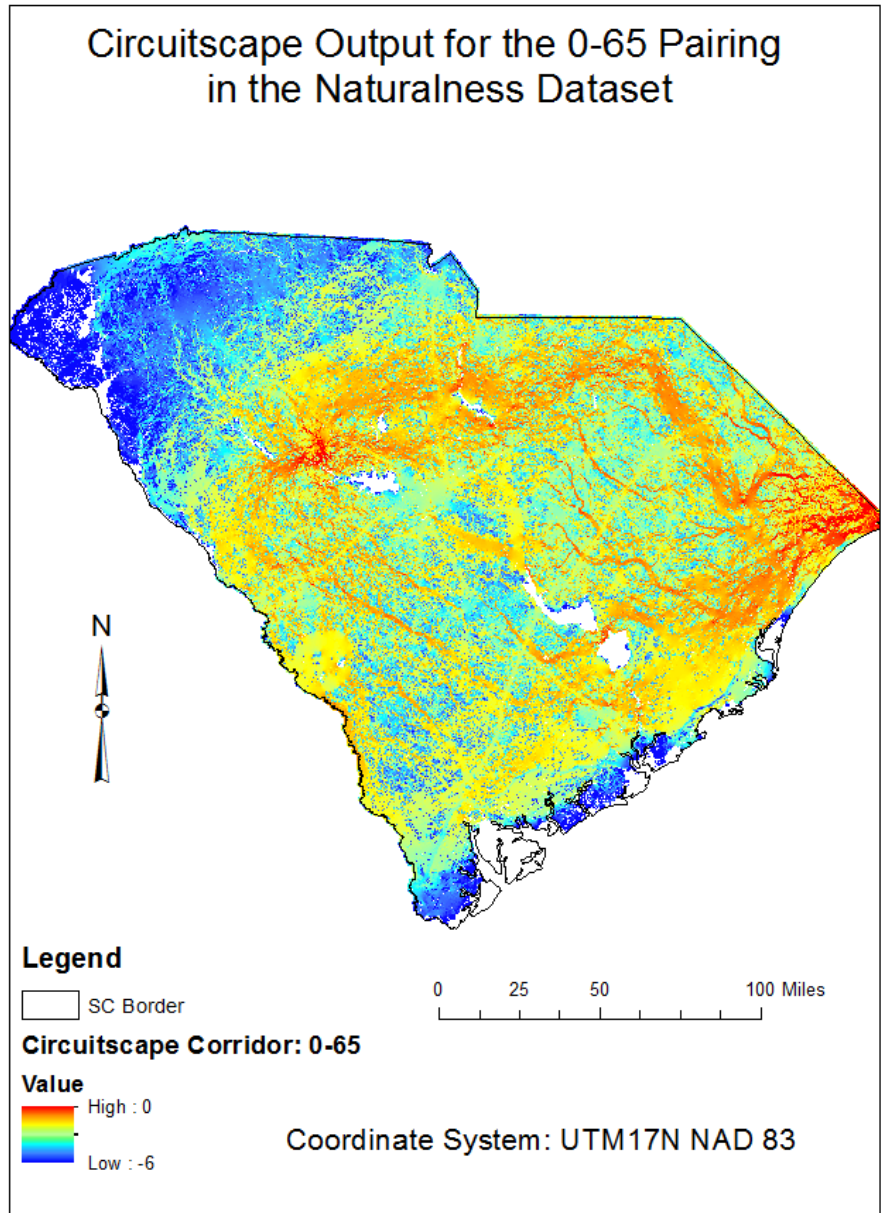 Circuitscape Output for the 0-65 Pairing
in the Naturalness Dataset
N
Legend
SC Border
0 25 50 100 Miles
Circuitscape Corridor: 0-65
Value
High : 0
Low : -6
Coordinate System: UTM17N NAD 83